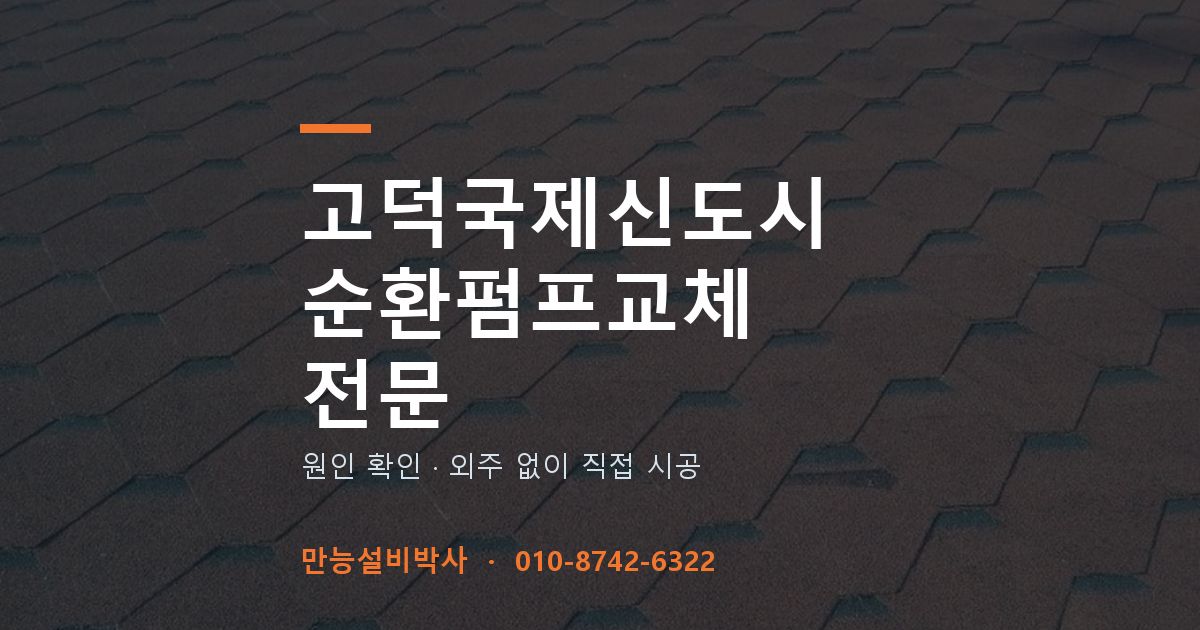 고덕국제신도시
순환펌프교체
전문
원인 확인 · 외주 없이 직접 시공
만능설비박사 · 010-8742-6322